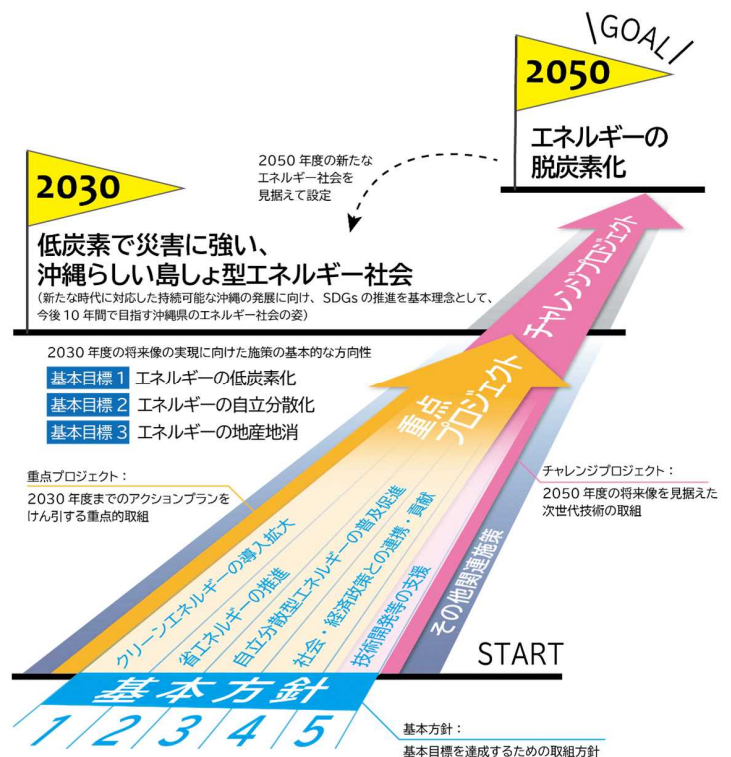 GOAL
2050
エネルギーの
脱炭素化
2050 年度の新たな
エネルギー社会を
見据えて設定
2030
低炭素で災害に強い、
沖縄らしい島しょ型エネルギー社会
（新たな時代に対応した持続可能な沖縄の発展に向け、SDGs の推進を基本理念として、
今後 10 年間で目指す沖縄県のエネルギー社会の姿）
2030 年度の将来像の実現に向けた施策の基本的な方向性
基本目標 1 エネルギーの低炭素化
基本目標 2 エネルギーの自立分散化
基本目標 3 エネルギーの地産地消
チャレンジプロジェクト
重点
プロジェクト
重点プロジェクト：
2030 年度までのアクションプランを
けん引する重点的取組
チャレンジプロジェクト：
2050 年度の将来像を見据えた
次世代技術の取組
クリーンエネルギーの導入拡大
省エネルギーの推進
自立分散型エネルギーの普及促進
社会・経済政策との連携・貢献
技術開発等の支援
その他関連施策
START
基本方針
1 2 3 4 5
基本方針：
基本目標を達成するための取組方針